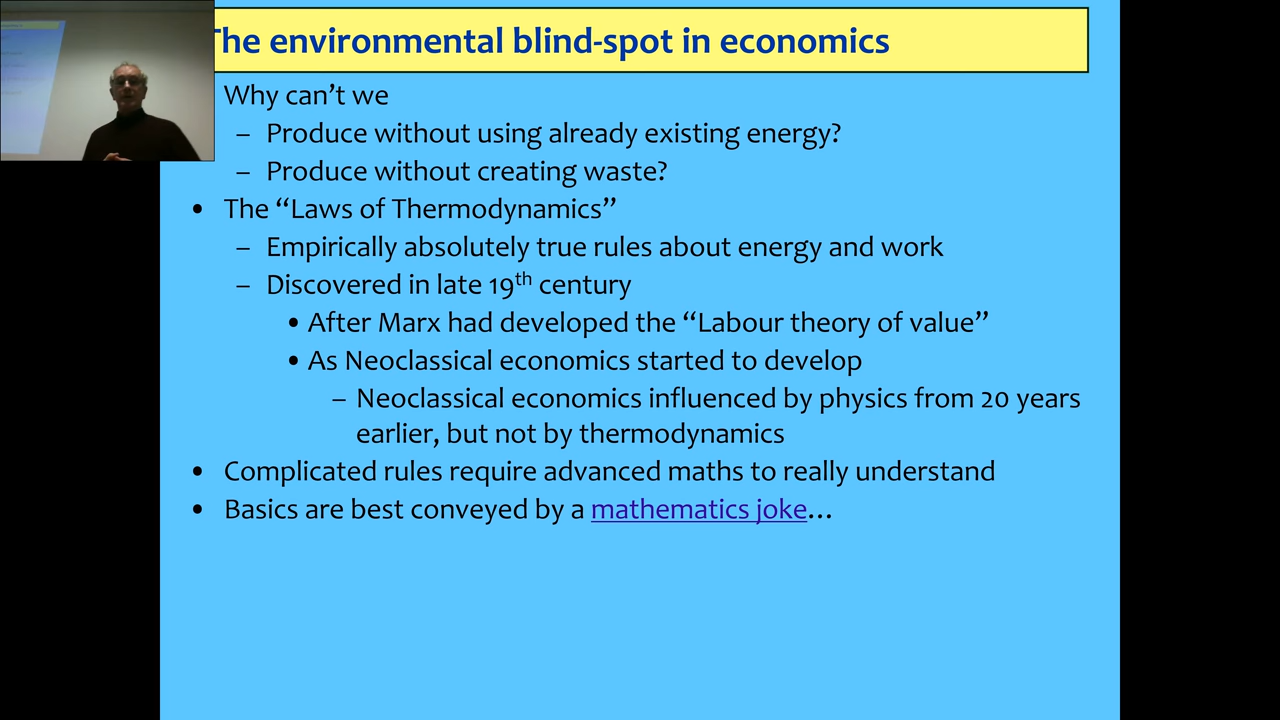 The environmental blind-spot in economics
Why can't we
– Produce without using already existing energy?
– Produce without creating waste?
• The “Laws of Thermodynamics”
– Empirically absolutely true rules about energy and work
– Discovered in late 19th century
• After Marx had developed the “Labour theory of value”
• As Neoclassical economics started to develop
– Neoclassical economics influenced by physics from 20 years
earlier, but not by thermodynamics
• Complicated rules require advanced maths to really understand
• Basics are best conveyed by a mathematics joke…